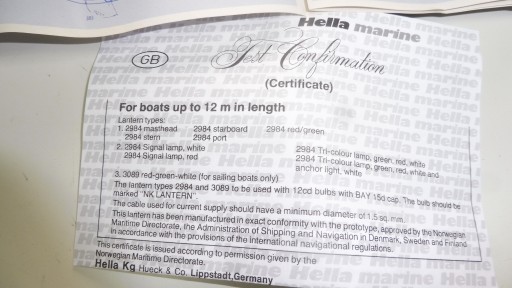 Hella marine
GB
Test Confirmation
(Certificate)
For boats up to 12 m in length
Lantern types:
1. 2984 masthead 2984 starboard 2984 red/green
2984 stern 2984 port
2. 2984 Signal lamp, white 2984 Tri-colour lamp, green, red, white
2984 Signal lamp, red 2984 Tri-colour lamp, green, red, white and
anchor light, white
3. 3089 red-green-white (for sailing boats only)
The lantern types 2984 and 3089 to be used with 12cd bulbs with BAY 15d cap. The bulb should be
marked "NK LANTERN".
The cable used for current supply should have a minimum diameter of 1.5 sq. mm.
This lantern has been manufactured in exact conformity with the prototype, approved by the Norwegian
Maritime Directorate, the Administration of Shipping and Navigation in Denmark, Sweden and Finland
in accordance with the provisions of the International navigational regulations.
This certificate is issued according to permission given by the
Norwegian Maritime Directorate.
Hella Kg Hueck & Co. Lippstadt, Germany